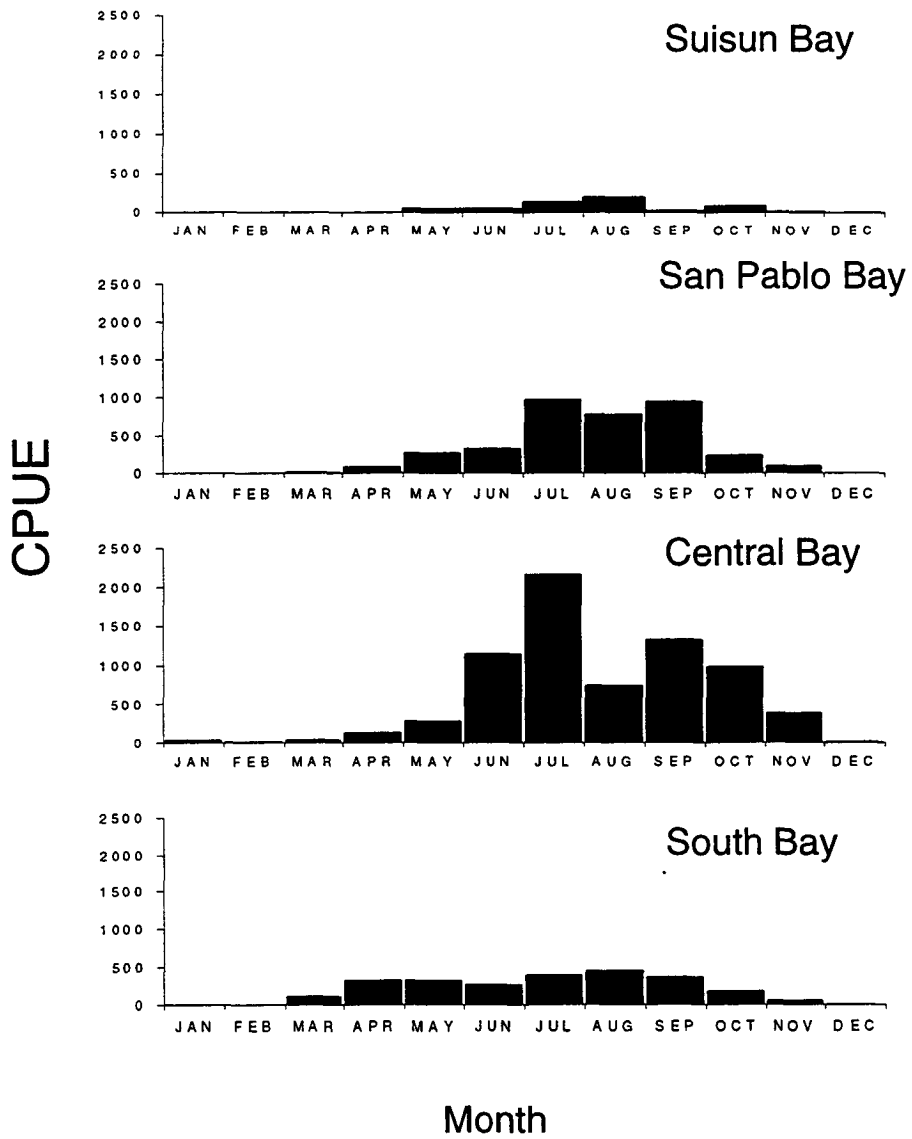 Suisun Bay
2500
2000
1500
1000
500
0
JAN FEB MAR APR MAY JUN JUL AUG SEP OCT NOV DEC
San Pablo Bay
2500
2000
1500
1000
500
0
JAN FEB MAR APR MAY JUN JUL AUG SEP OCT NOV DEC
CPUE
Central Bay
2500
2000
1500
1000
500
0
JAN FEB MAR APR MAY JUN JUL AUG SEP OCT NOV DEC
South Bay
2500
2000
1500
1000
500
0
JAN FEB MAR APR MAY JUN JUL AUG SEP OCT NOV DEC
Month